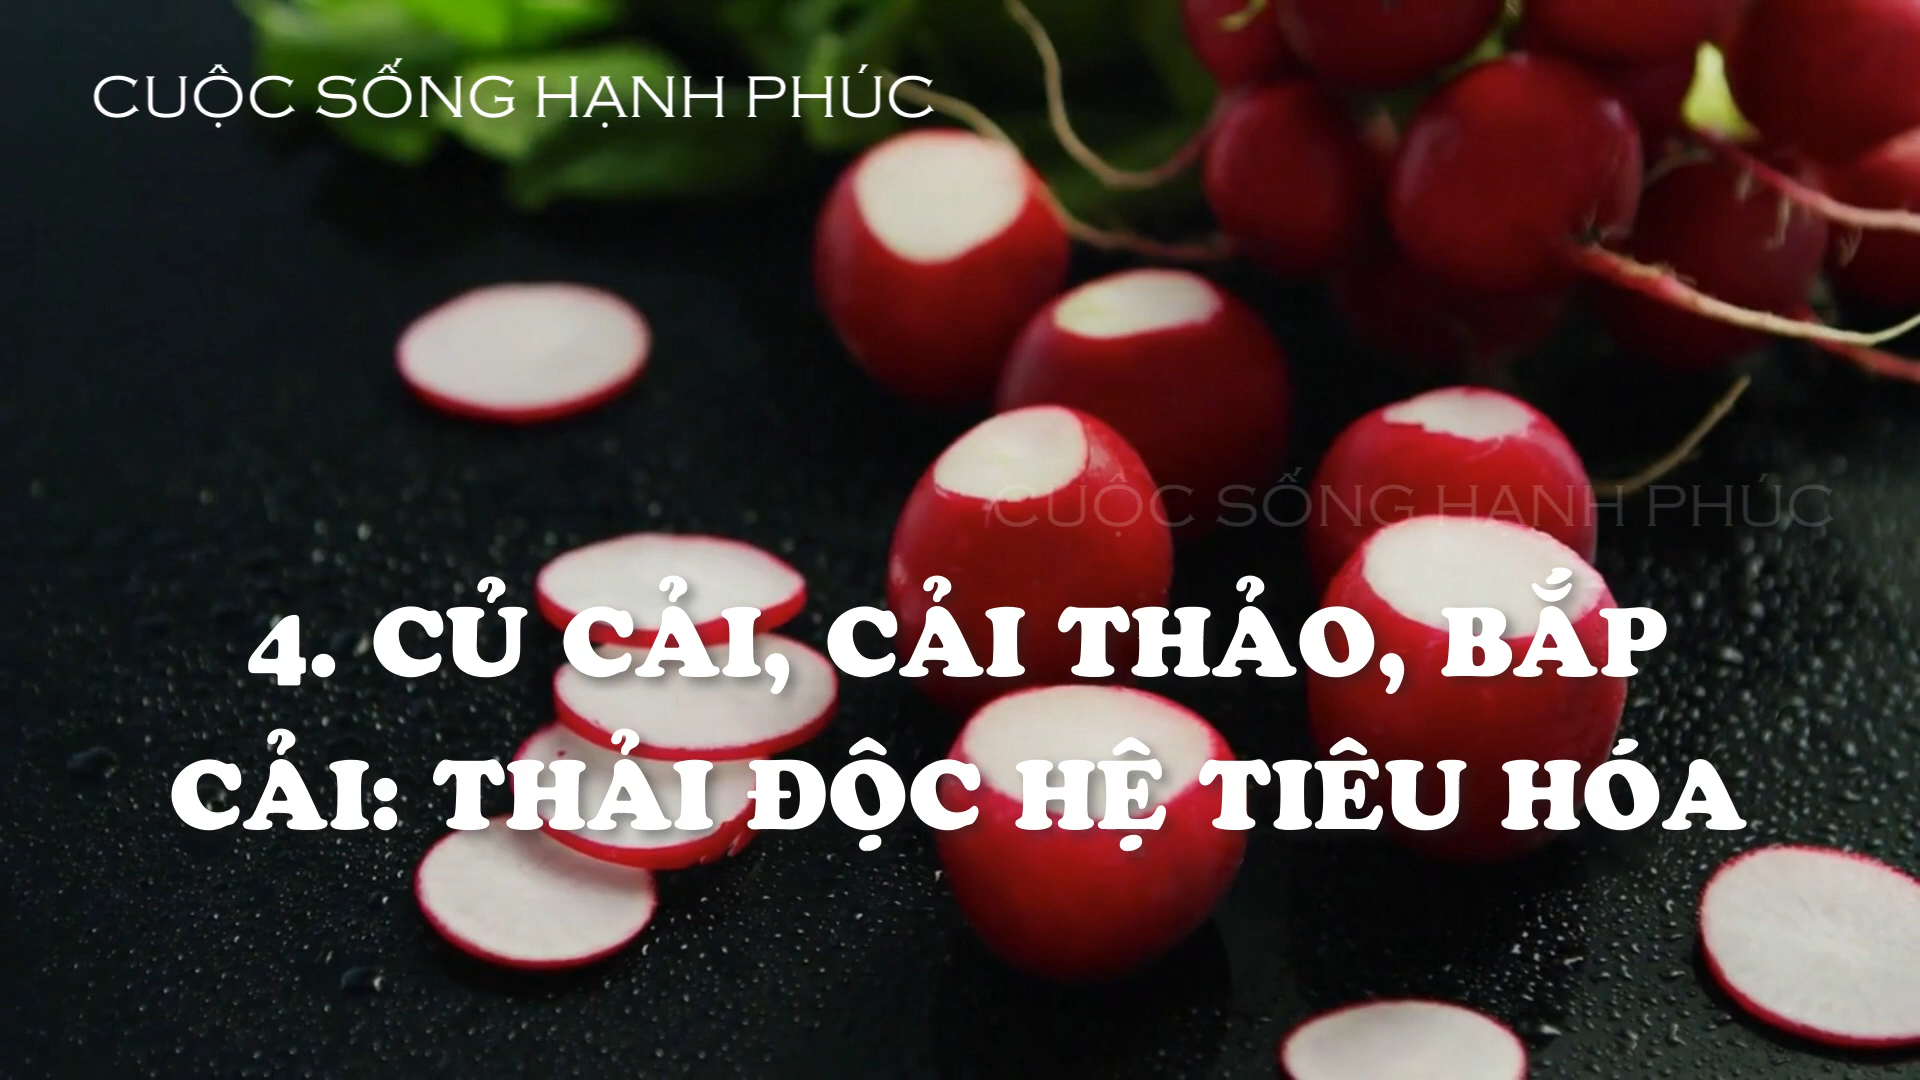 CUỘC SỐNG HẠNH PHÚC
CUỘC SỐNG HẠNH PHÚC
4. CỦ CẢI, CẢI THẢO, BẮP
CẢI: THẢI ĐỘC HỆ TIÊU HÓA